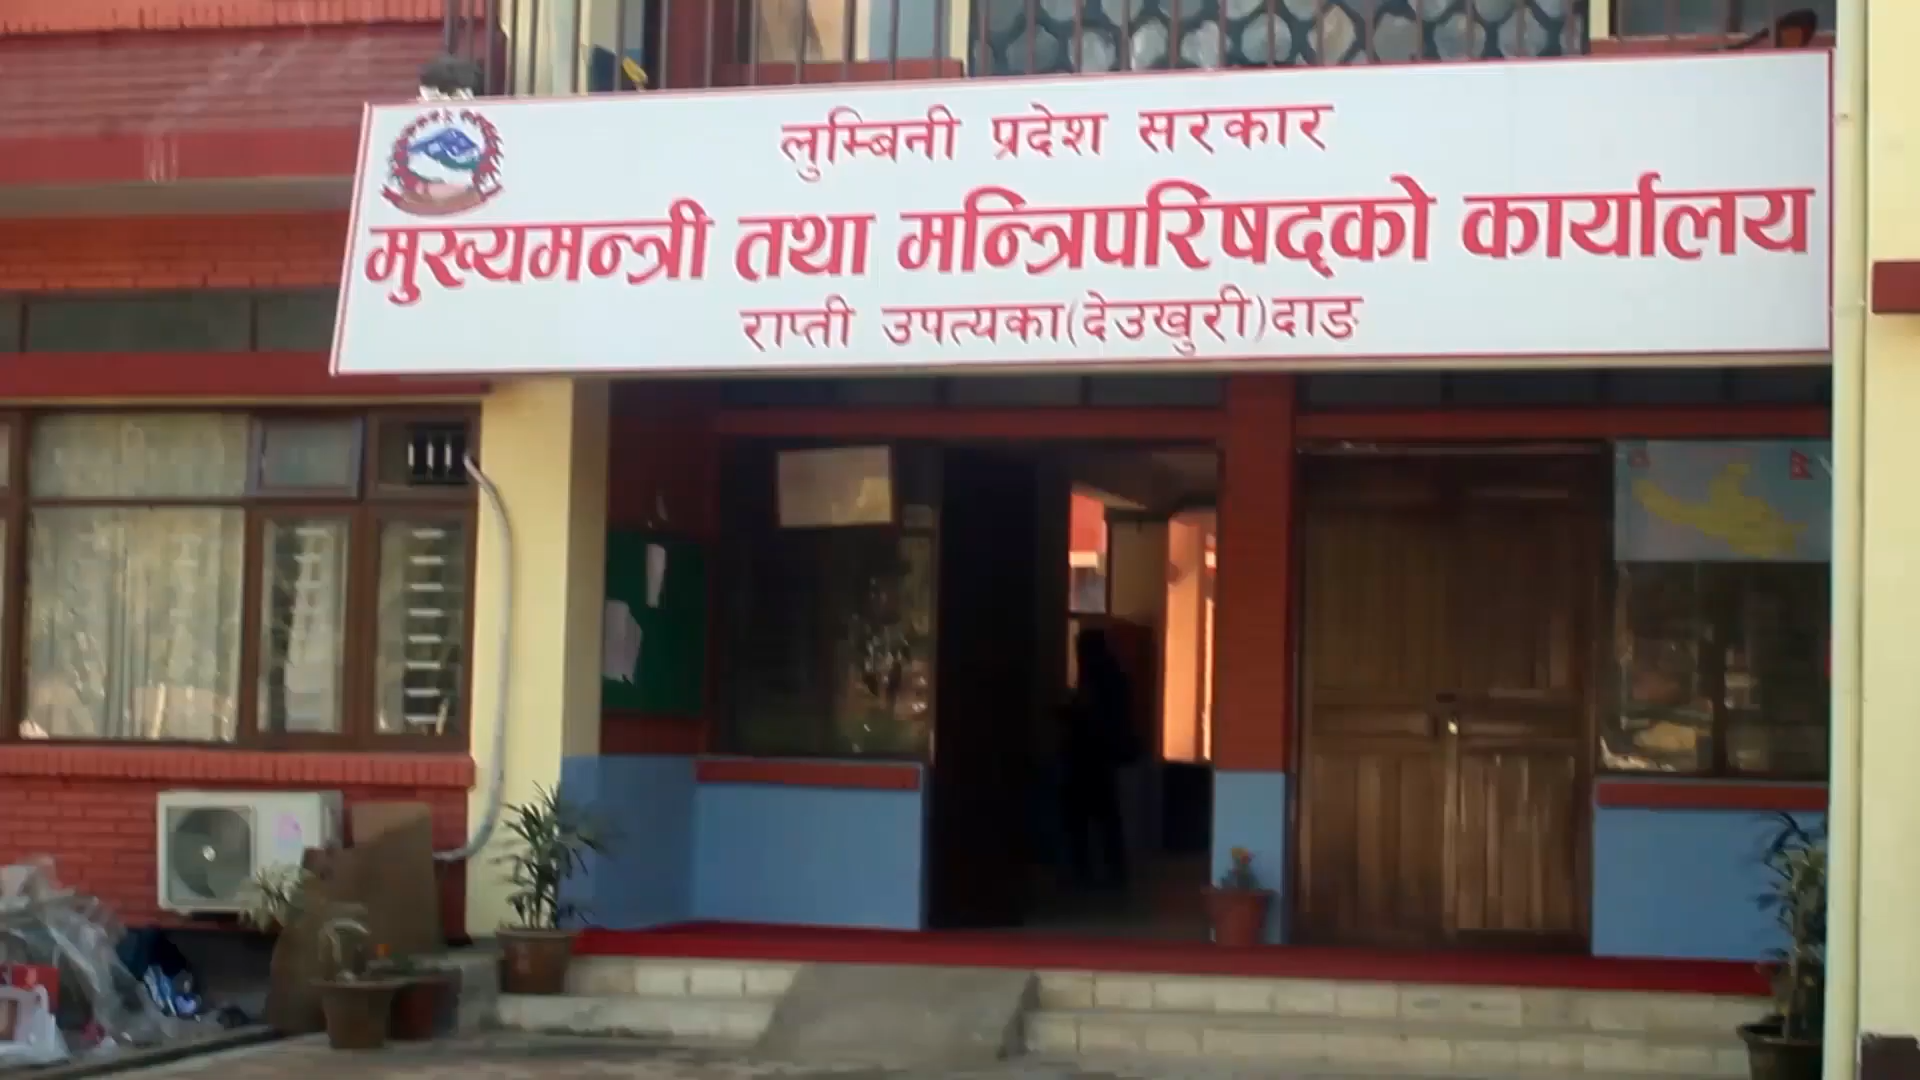 लुम्बिनी प्रदेश सरकार
मुख्यमन्त्री तथा मन्त्रिपरिषद्को कार्यालय
राप्ती उपत्यका(देउखुरी)दाङ